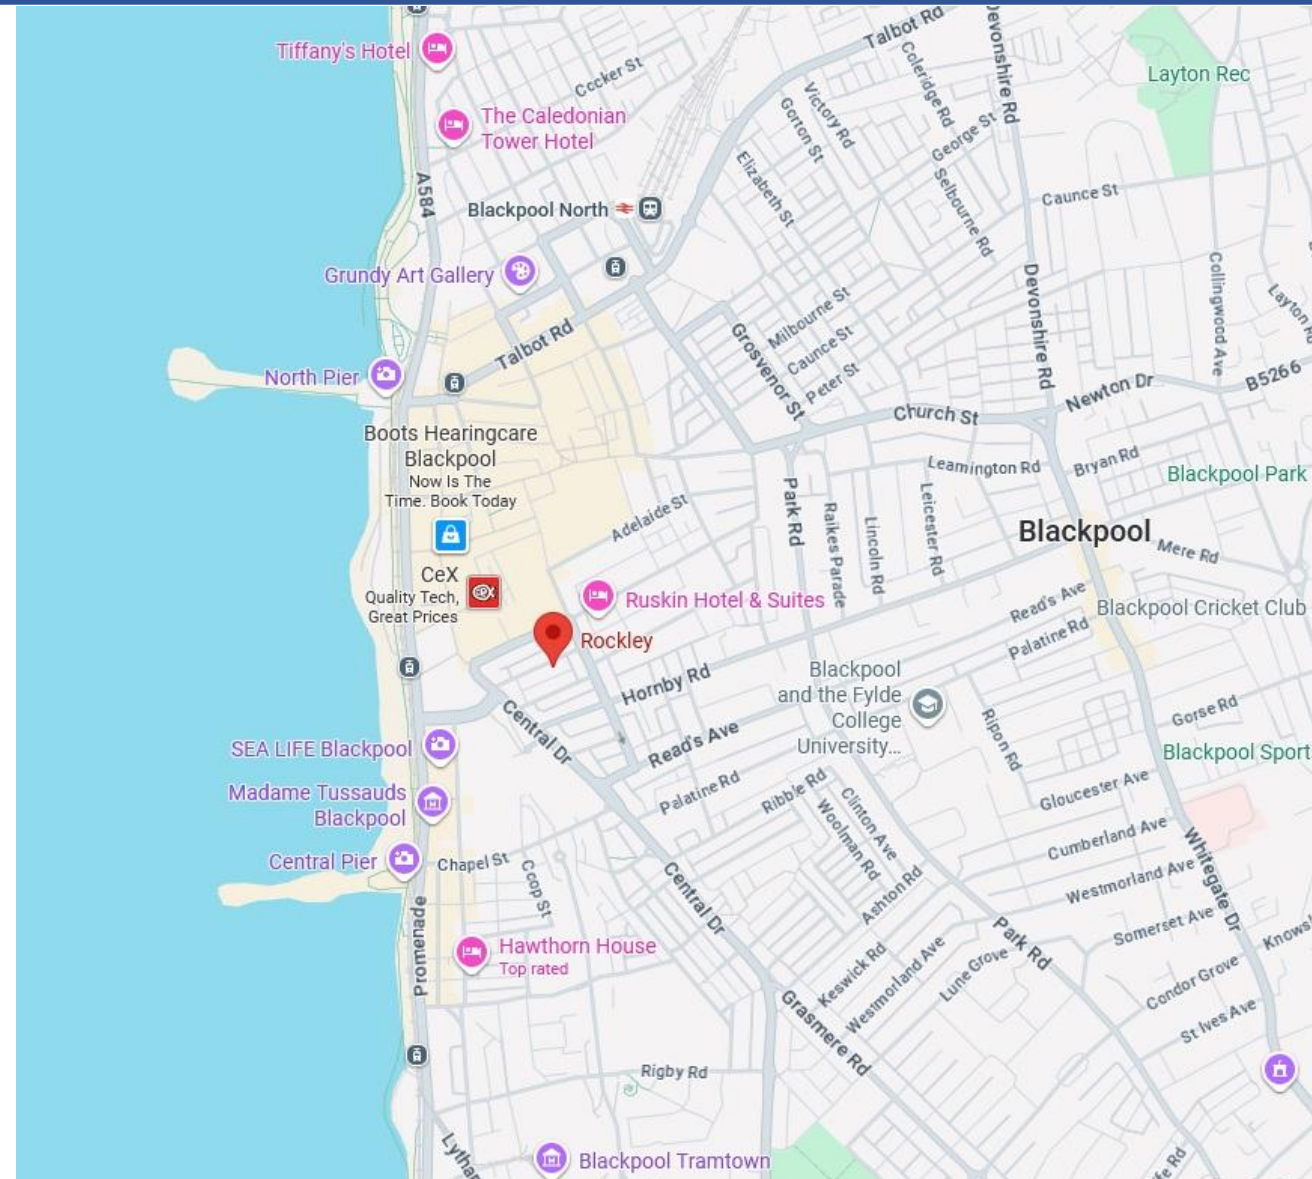 Talbot Rd
Devonshire Rd
Tiffany's Hotel
Cocker St
Coleridge Rd
Layton Rec
Victory Rd
Gorton St
The Caledonian
Tower Hotel
George St
Elizabeth St
Selbourne Rd
Caunce St
A584
Blackpool North
Grundy Art Gallery
Collingwood Ave
Devonshire Rd
Milbourne St
Talbot Rd
Grosvenor St
Caunce St
Peter St
North Pier
Newton Dr
B5266
Church St
Boots Hearingcare
Blackpool
Now Is The
Time. Book Today
Leamington Rd
Bryan Rd
Blackpool Park
Park Rd
Leicester Rd
Adelaide St
Raikes Parade
Lincoln Rd
Blackpool
Mere Rd
CeX
Quality Tech,
Great Prices
CeX
Ruskin Hotel & Suites
Read's Ave
Blackpool Cricket Club
Rockley
Palatine Rd
Hornby Rd
Blackpool
and the Fylde
College
University...
Central Dr
Ripon Rd
Gorse Rd
Read's Ave
SEA LIFE Blackpool
Blackpool Sport
Palatine Rd
Ribble Rd
Clinton Ave
Gloucester Ave
Madame Tussauds
Blackpool
Woolman Rd
Cumberland Ave
Whitegate Dr
Central Pier
Chapel St
Coop St
Ashton Rd
Westmorland Ave
Central Dr
Promenade
Somerset Ave
Park Rd
Knows
Hawthorn House
Top rated
Keswick Rd
Westmorland Ave
Lune Grove
Condor Grove
Grasmere Rd
St Ives Ave
Rigby Rd
Lytha
Blackpool Tramtown